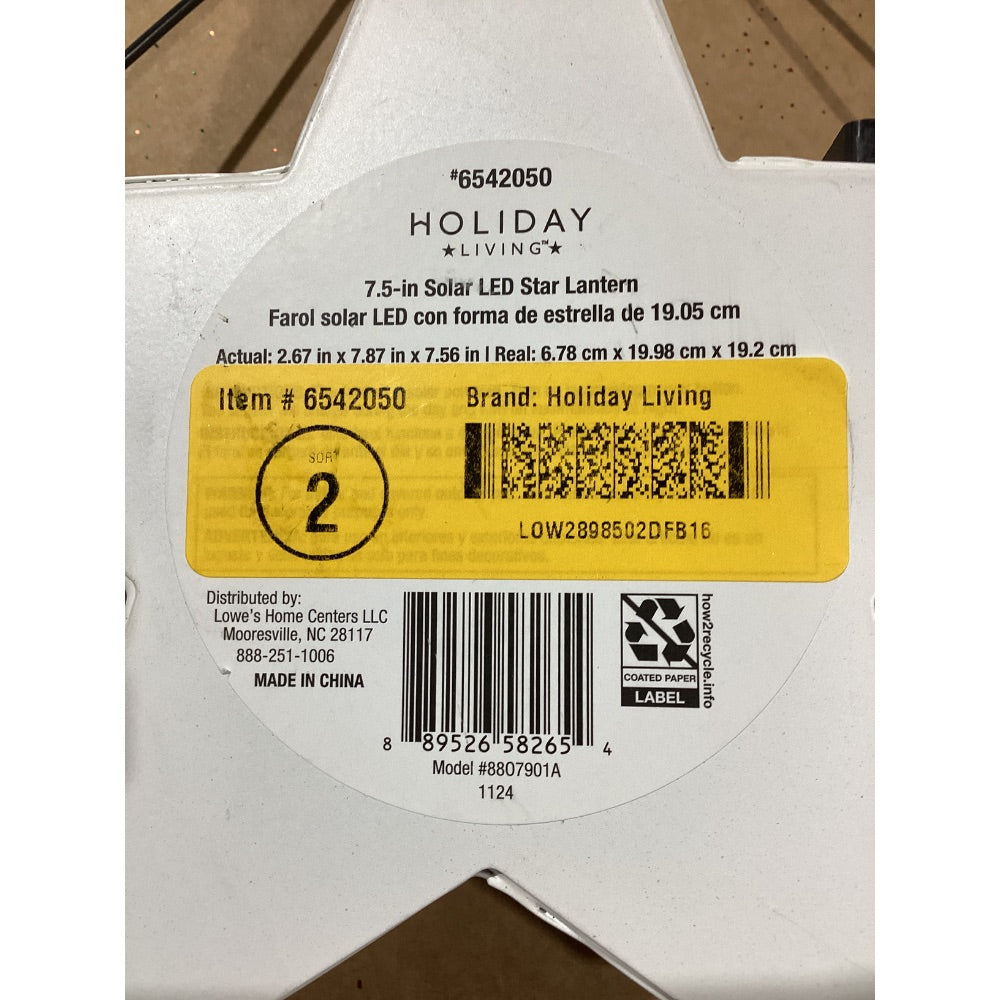 #6542050
HOLIDAY
★LIVING™★
7.5-in Solar LED Star Lantern
Farol solar LED con forma de estrella de 19.05 cm
Actual: 2.67 in x 7.87 in x 7.56 in | Real: 6.78 cm x 19.98 cm x 19.2 cm
Item # 6542050
Brand: Holiday Living
SORT
2
LOW2898502DFB16
Distributed by:
Lowe's Home Centers LLC
Mooresville, NC 28117
888-251-1006
MADE IN CHINA
8 89526 58265 4
Model #8807901A
1124
COATED PAPER
LABEL
how2recycle.info